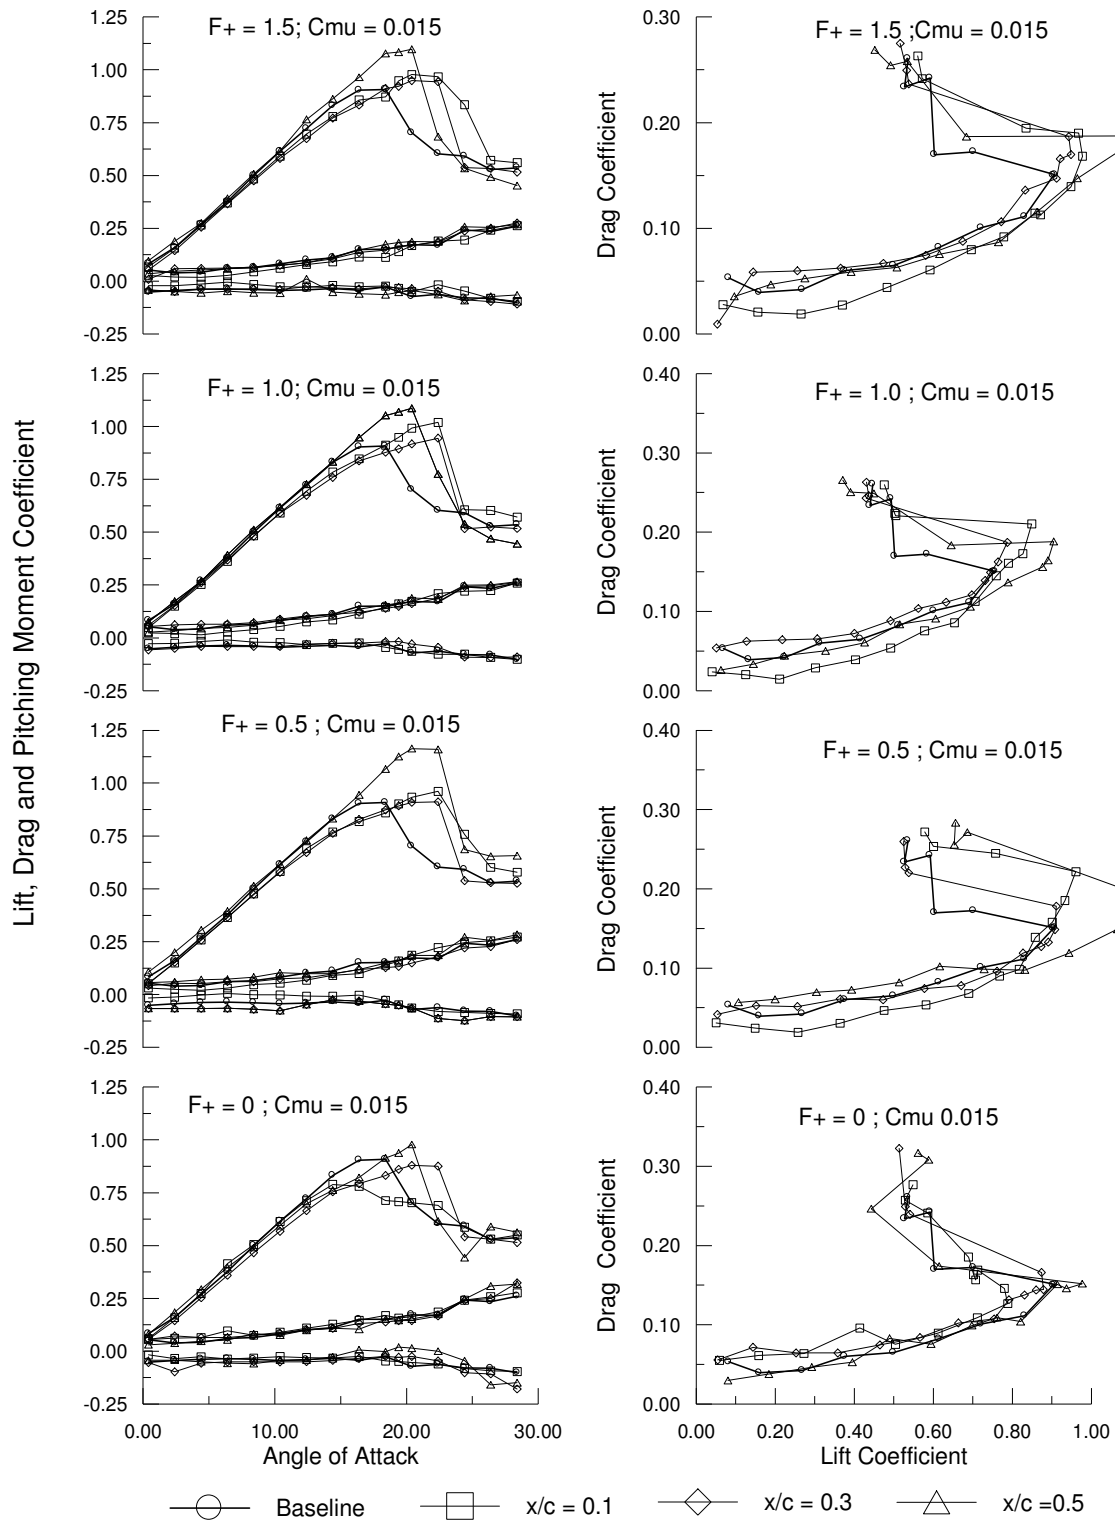 Lift, Drag and Pitching Moment Coefficient
F+ = 1.5; Cmu = 0.015
1.25
1.00
0.75
0.50
0.25
0.00
-0.25
F+ = 1.5 ;Cmu = 0.015
Drag Coefficient
0.30
0.20
0.10
0.00
F+ = 1.0; Cmu = 0.015
1.25
1.00
0.75
0.50
0.25
0.00
-0.25
F+ = 1.0 ; Cmu = 0.015
Drag Coefficient
0.40
0.30
0.20
0.10
0.00
F+ = 0.5 ; Cmu = 0.015
1.25
1.00
0.75
0.50
0.25
0.00
-0.25
F+ = 0.5 ; Cmu = 0.015
Drag Coefficient
0.40
0.30
0.20
0.10
0.00
F+ = 0 ; Cmu = 0.015
1.25
1.00
0.75
0.50
0.25
0.00
-0.25
0.00 10.00 20.00 30.00
Angle of Attack
F+ = 0 ; Cmu 0.015
Drag Coefficient
0.40
0.30
0.20
0.10
0.00
0.00 0.20 0.40 0.60 0.80 1.00
Lift Coefficient
Baseline x/c = 0.1 x/c = 0.3 x/c =0.5